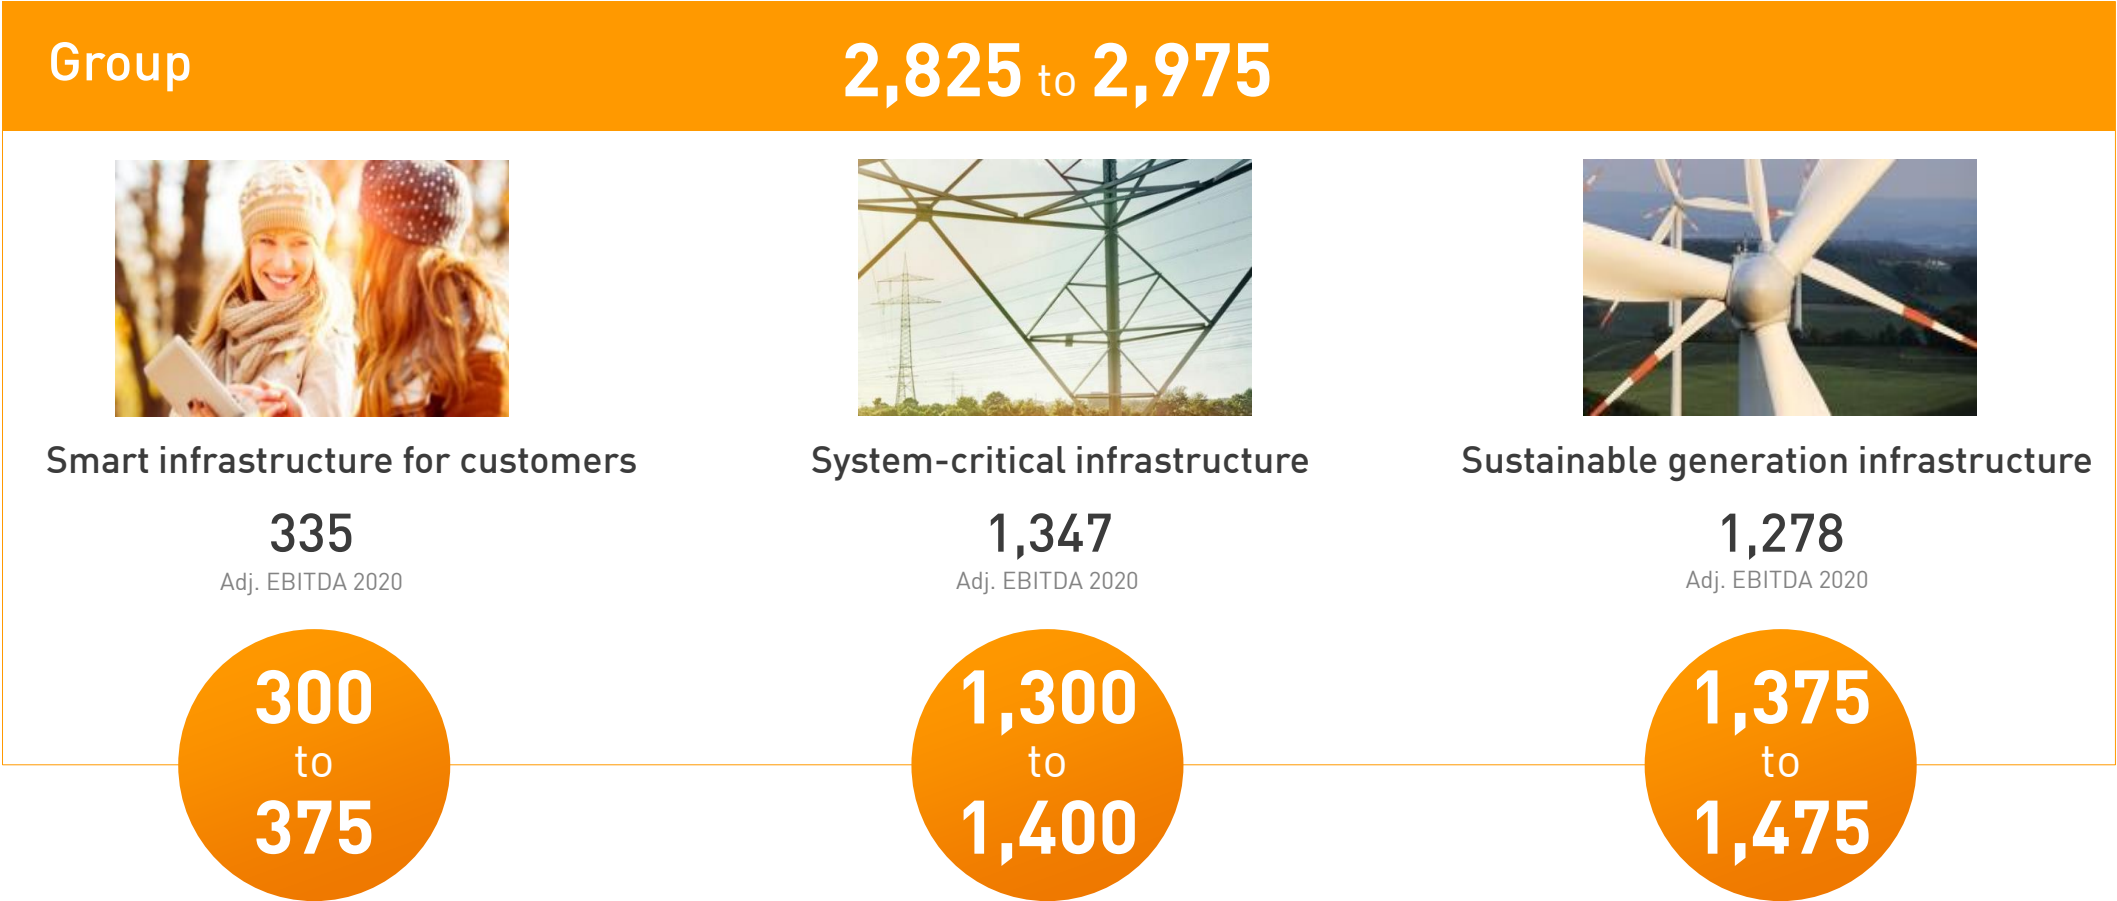 Group
2,825 to 2,975
Smart infrastructure for customers
335
Adj. EBITDA 2020
300
to
375
System-critical infrastructure
1,347
Adj. EBITDA 2020
1,300
to
1,400
Sustainable generation infrastructure
1,278
Adj. EBITDA 2020
1,375
to
1,475